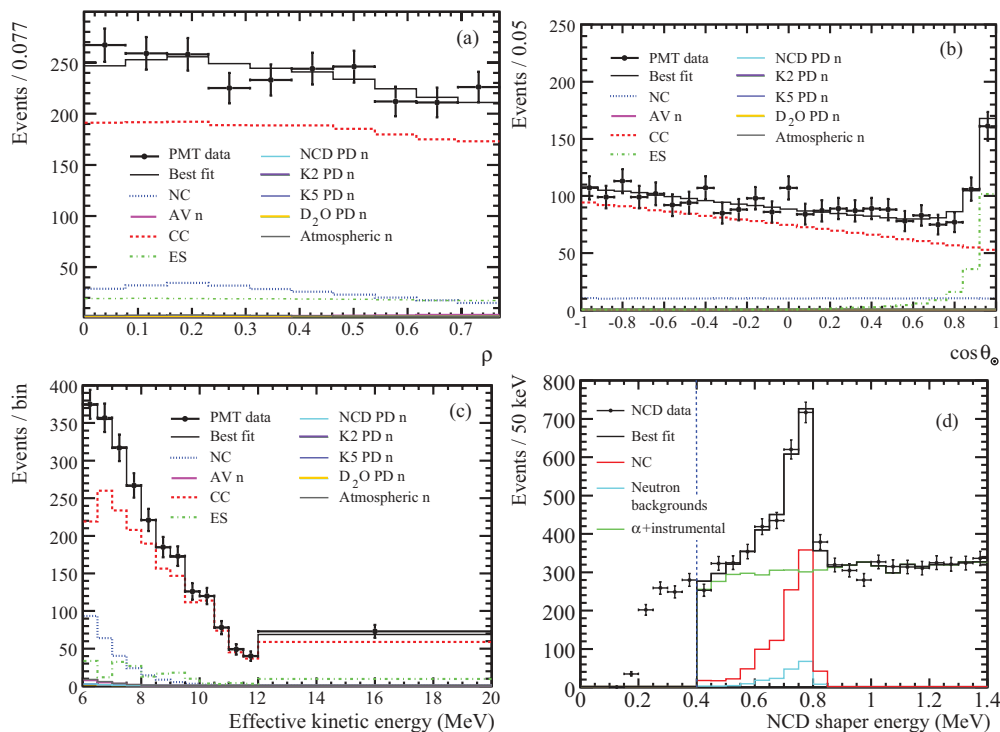 (a)
Events / 0.077
300
250
200
150
100
50
PMT data
Best fit
NC
AV n
CC
ES
NCD PD n
K2 PD n
K5 PD n
D2O PD n
Atmospheric n
0 0.1 0.2 0.3 0.4 0.5 0.6 0.7
ρ
(b)
Events / 0.05
250
200
150
100
50
0
PMT data
Best fit
NC
AV n
CC
ES
NCD PD n
K2 PD n
K5 PD n
D2O PD n
Atmospheric n
-1 -0.8 -0.6 -0.4 -0.2 0 0.2 0.4 0.6 0.8 1
cosθ⊙
(c)
Events / bin
400
350
300
250
200
150
100
50
0
PMT data
Best fit
NC
AV n
CC
ES
NCD PD n
K2 PD n
K5 PD n
D2O PD n
Atmospheric n
6 8 10 12 14 16 18 20
Effective kinetic energy (MeV)
(d)
Events / 50 keV
800
700
600
500
400
300
200
100
0
NCD data
Best fit
NC
Neutron
backgrounds
α+instrumental
0 0.2 0.4 0.6 0.8 1 1.2 1.4
NCD shaper energy (MeV)